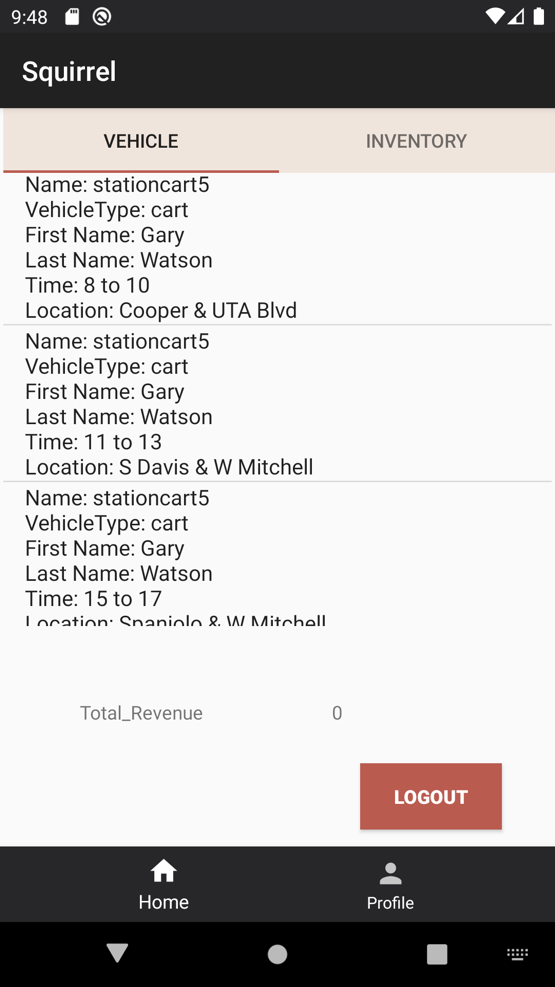 9:48
Squirrel
VEHICLE
INVENTORY
Name: stationcart5
VehicleType: cart
First Name: Gary
Last Name: Watson
Time: 8 to 10
Location: Cooper & UTA Blvd
Name: stationcart5
VehicleType: cart
First Name: Gary
Last Name: Watson
Time: 11 to 13
Location: S Davis & W Mitchell
Name: stationcart5
VehicleType: cart
First Name: Gary
Last Name: Watson
Time: 15 to 17
Location: Spaniolo & W Mitchell
Total_Revenue 0
LOGOUT
Home
Profile